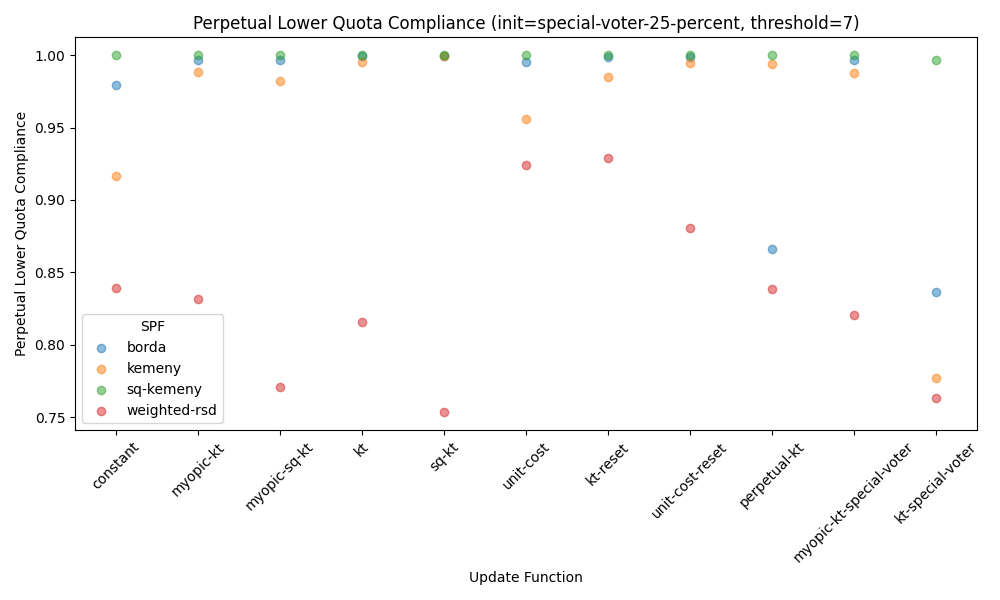 Perpetual Lower Quota Compliance (init=special-voter-25-percent, threshold=7)
Perpetual Lower Quota Compliance
1.00
0.95
0.90
0.85
0.80
0.75
SPF
borda
kemeny
sq-kemeny
weighted-rsd
constant
myopic-kt
myopic-sq-kt
kt
sq-kt
unit-cost
kt-reset
unit-cost-reset
perpetual-kt
myopic-kt-special-voter
kt-special-voter
Update Function